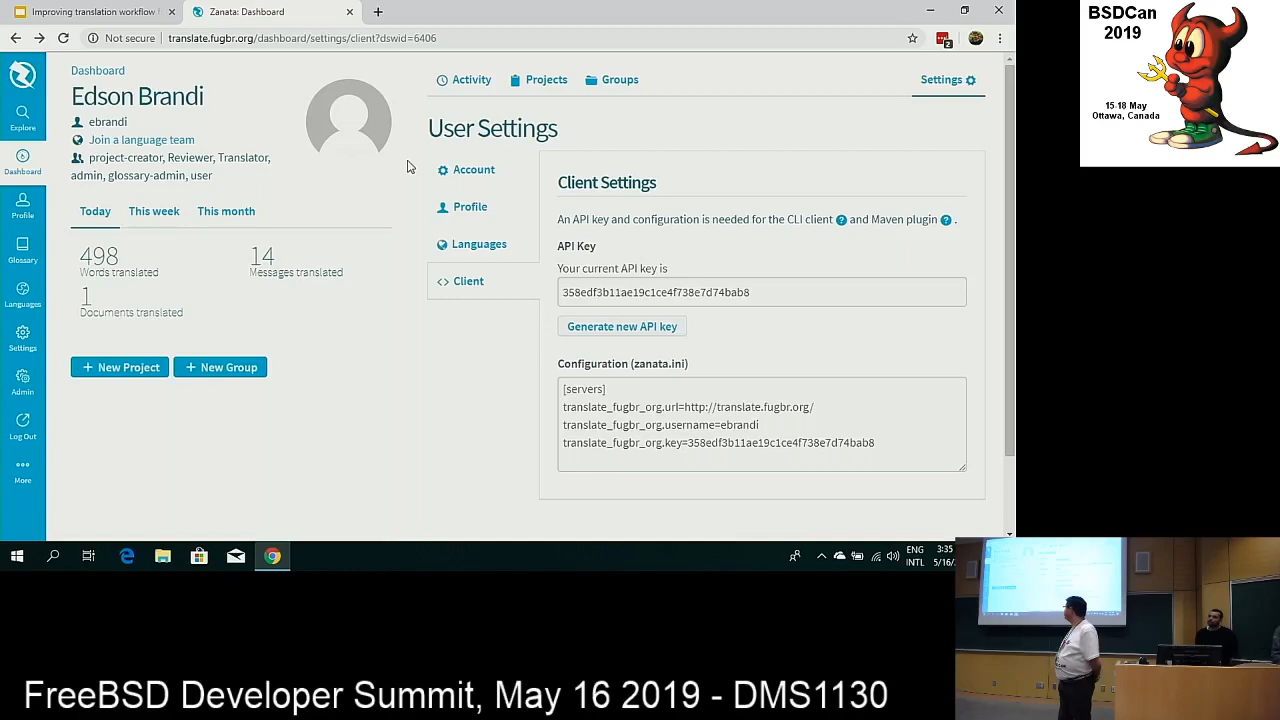 Improving translation workflow f
Zanata: Dashboard
Not secure
translate.fugbr.org/dashboard/settings/client?dswid=6406
2
BSDCan
2019
15-18 May
Ottawa, Canada
Explore
Dashboard
Profile
Glossary
Languages
Settings
Admin
Log Out
More
Dashboard
Edson Brandi
ebrandi
Join a language team
project-creator, Reviewer, Translator,
admin, glossary-admin, user
Today This week This month
498
Words translated
14
Messages translated
1
Documents translated
+ New Project
+ New Group
Activity
Projects
Groups
Settings
User Settings
Account
Profile
Languages
Client
Client Settings
An API key and configuration is needed for the CLI client ? and Maven plugin ? .
API Key
Your current API key is
358edf3b11ae19c1ce4f738e7d74bab8
Generate new API key
Configuration (zanata.ini)
[servers]
translate_fugbr_org.url=http://translate.fugbr.org/
translate_fugbr_org.username=ebrandi
translate_fugbr_org.key=358edf3b11ae19c1ce4f738e7d74bab8
ENG
INTL
3:35
5/16/
FreeBSD Developer Summit, May 16 2019 - DMS1130